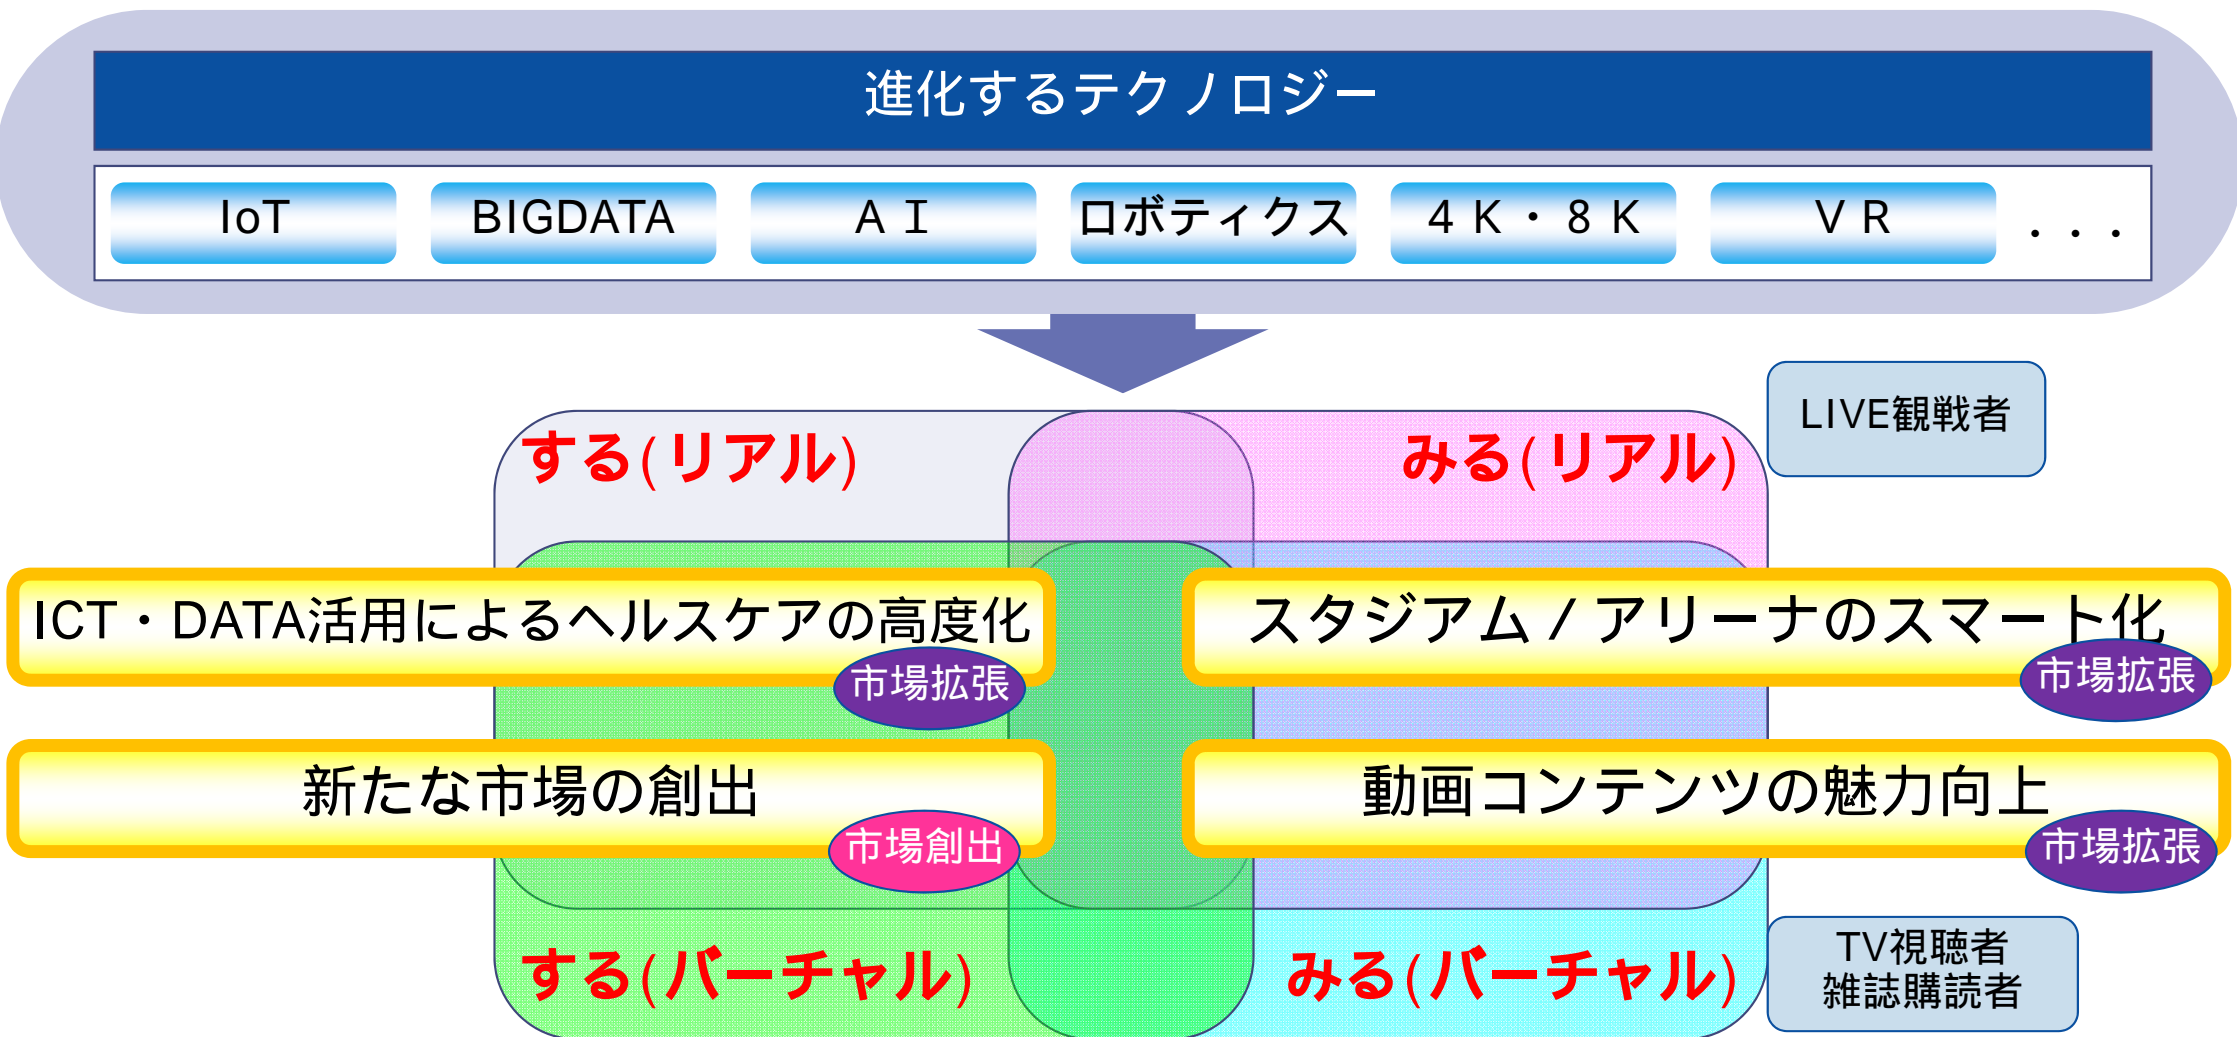 進化するテクノロジー
IoT
BIGDATA
ＡＩ
ロボティクス
４Ｋ・８Ｋ
ＶＲ
．．．
LIVE観戦者
する(リアル)
みる(リアル)
ICT・DATA活用によるヘルスケアの高度化
市場拡張
スタジアム／アリーナのスマート化
市場拡張
新たな市場の創出
市場創出
動画コンテンツの魅力向上
市場拡張
する(バーチャル)
みる(バーチャル)
TV視聴者
雑誌購読者